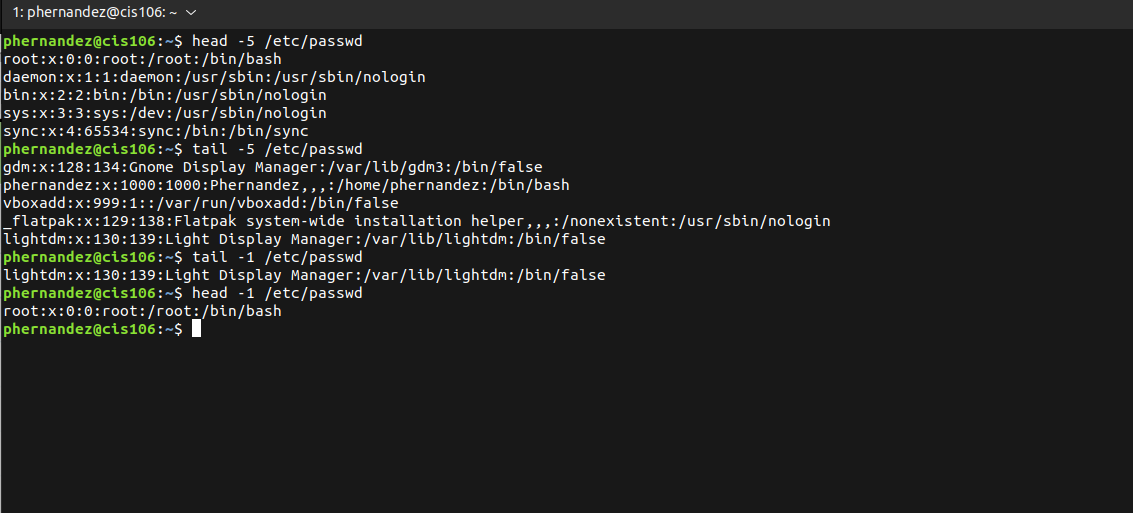 1: phernandez@cis106: ~
phernandez@cis106:~$ head -5 /etc/passwd
root:x:0:0:root:/root:/bin/bash
daemon:x:1:1:daemon:/usr/sbin:/usr/sbin/nologin
bin:x:2:2:bin:/bin:/usr/sbin/nologin
sys:x:3:3:sys:/dev:/usr/sbin/nologin
sync:x:4:65534:sync:/bin:/bin/sync
phernandez@cis106:~$ tail -5 /etc/passwd
gdm:x:128:134:Gnome Display Manager:/var/lib/gdm3:/bin/false
phernandez:x:1000:1000:Phernandez,,,:/home/phernandez:/bin/bash
vboxadd:x:999:1::/var/run/vboxadd:/bin/false
_flatpak:x:129:138:Flatpak system-wide installation helper,,,:/nonexistent:/usr/sbin/nologin
lightdm:x:130:139:Light Display Manager:/var/lib/lightdm:/bin/false
phernandez@cis106:~$ tail -1 /etc/passwd
lightdm:x:130:139:Light Display Manager:/var/lib/lightdm:/bin/false
phernandez@cis106:~$ head -1 /etc/passwd
root:x:0:0:root:/root:/bin/bash
phernandez@cis106:~$